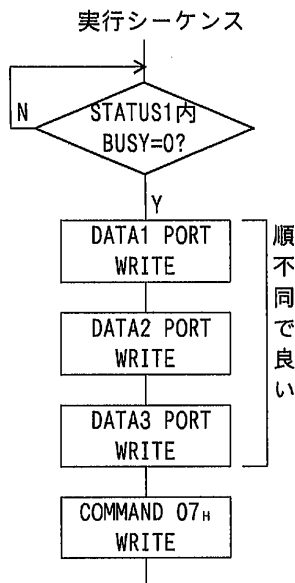 実行シーケンス
STATUS1内
BUSY=0?
N
Y
DATA1 PORT
WRITE
DATA2 PORT
WRITE
DATA3 PORT
WRITE
順不同で良い
COMMAND 07H
WRITE